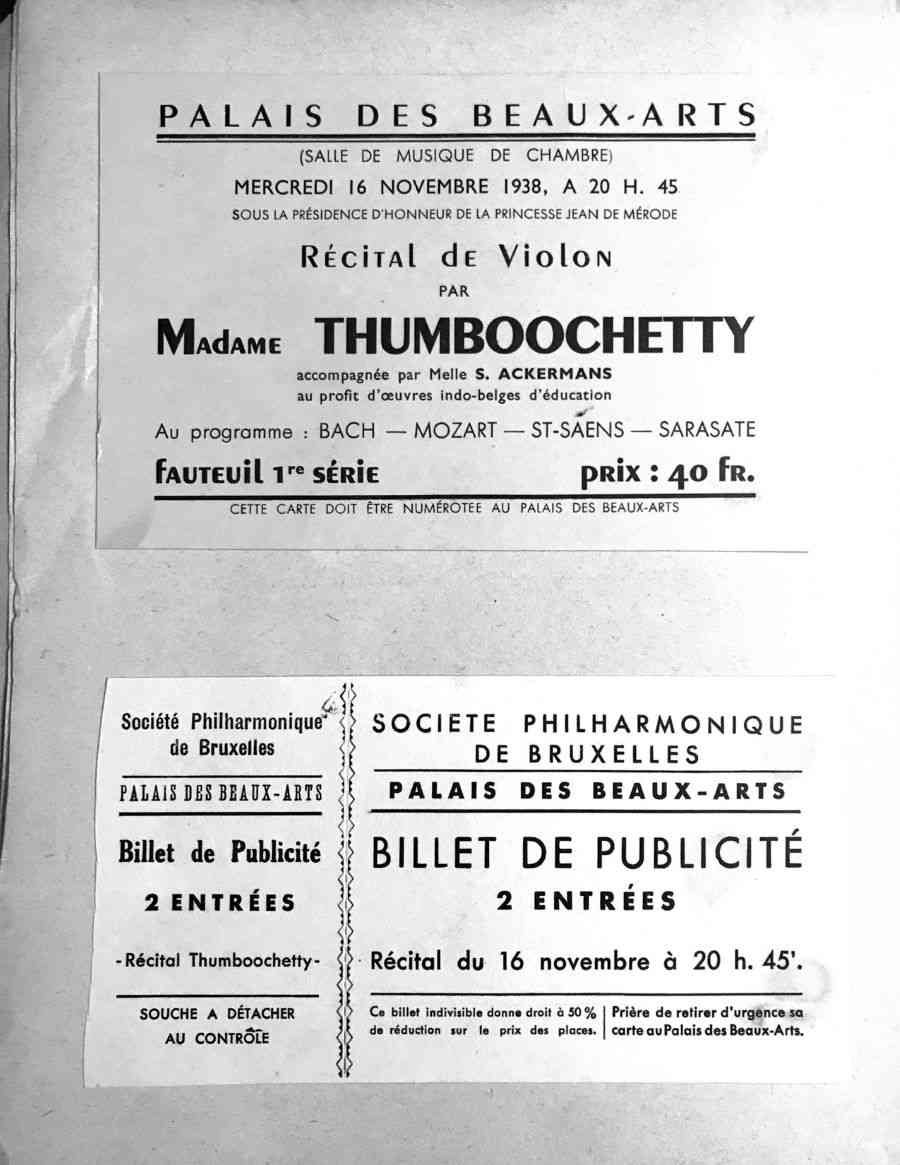 PALAIS DES BEAUX-ARTS
(SALLE DE MUSIQUE DE CHAMBRE)
MERCREDI 16 NOVEMBRE 1938, A 20 H. 45
SOUS LA PRÉSIDENCE D'HONNEUR DE LA PRINCESSE JEAN DE MÉRODE
RÉCITAL DE VIOLON
PAR
MADAME THUMBOOCHETTY
accompagnée par Melle S. ACKERMANS
au profit d'œuvres indo-belges d'éducation
Au programme : BACH — MOZART — ST-SAENS — SARASATE
FAUTEUIL 1re SÉRIE PRIX : 40 FR.
CETTE CARTE DOIT ÊTRE NUMÉROTEE AU PALAIS DES BEAUX-ARTS
Société Philharmonique
de Bruxelles
PALAIS DES BEAUX-ARTS
Billet de Publicité
2 ENTRÉES
- Récital Thumboochetty -
SOUCHE A DÉTACHER
AU CONTRÔLE
SOCIETE PHILHARMONIQUE
DE BRUXELLES
PALAIS DES BEAUX-ARTS
BILLET DE PUBLICITÉ
2 ENTRÉES
Récital du 16 novembre à 20 h. 45'.
Ce billet indivisible donne droit à 50 %
de réduction sur le prix des places.
Prière de retirer d'urgence sa
carte au Palais des Beaux-Arts.